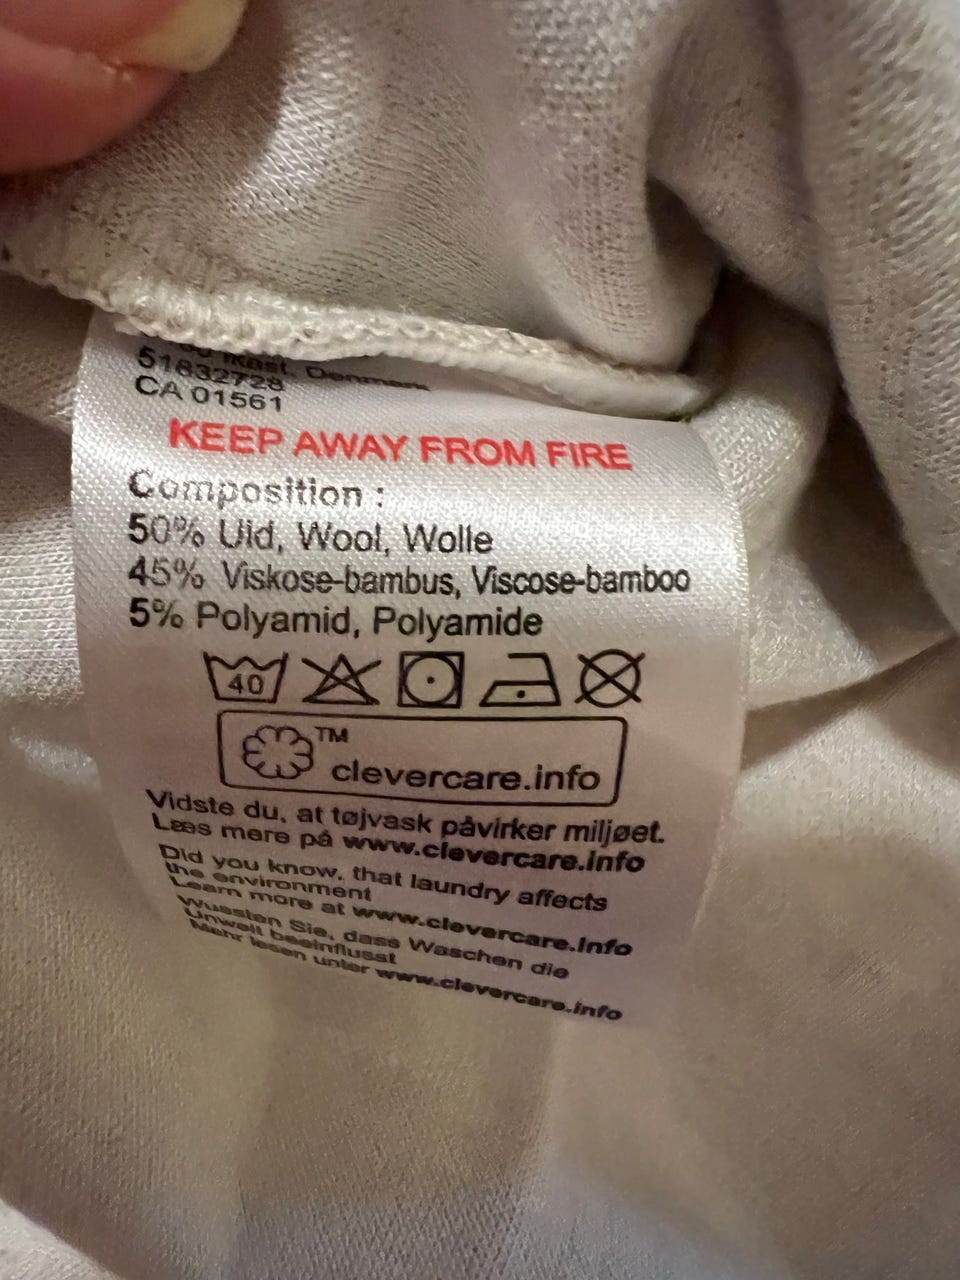 Ikast, Denmark
51832728
CA 01561
KEEP AWAY FROM FIRE
Composition :
50% Uld, Wool, Wolle
45% Viskose-bambus, Viscose-bamboo
5% Polyamid, Polyamide
40
TM
clevercare.info
Vidste du, at tøjvask påvirker miljøet.
Læs mere på www.clevercare.info
Did you know, that laundry affects
the environment
Learn more at www.clevercare.info
Wussten Sie, dass Waschen die
Umwelt beeinflusst
Mehr lesen unter www.clevercare.info